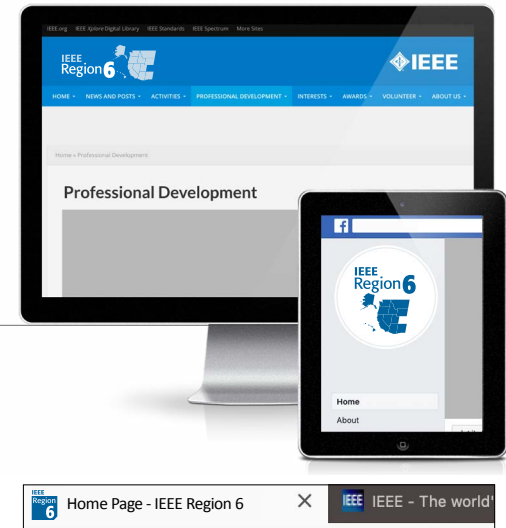 IEEE.org IEEE Xplore Digital Library IEEE Standards IEEE Spectrum More Sites
IEEE
Region 6
IEEE
HOME NEWS AND POSTS ACTIVITIES PROFESSIONAL DEVELOPMENT INTERESTS AWARDS VOLUNTEER ABOUT US
Home » Professional Development
Professional Development
f
IEEE
Region 6
Home
About
IEEE
Region
6
Home Page - IEEE Region 6
IEEE
IEEE - The world'